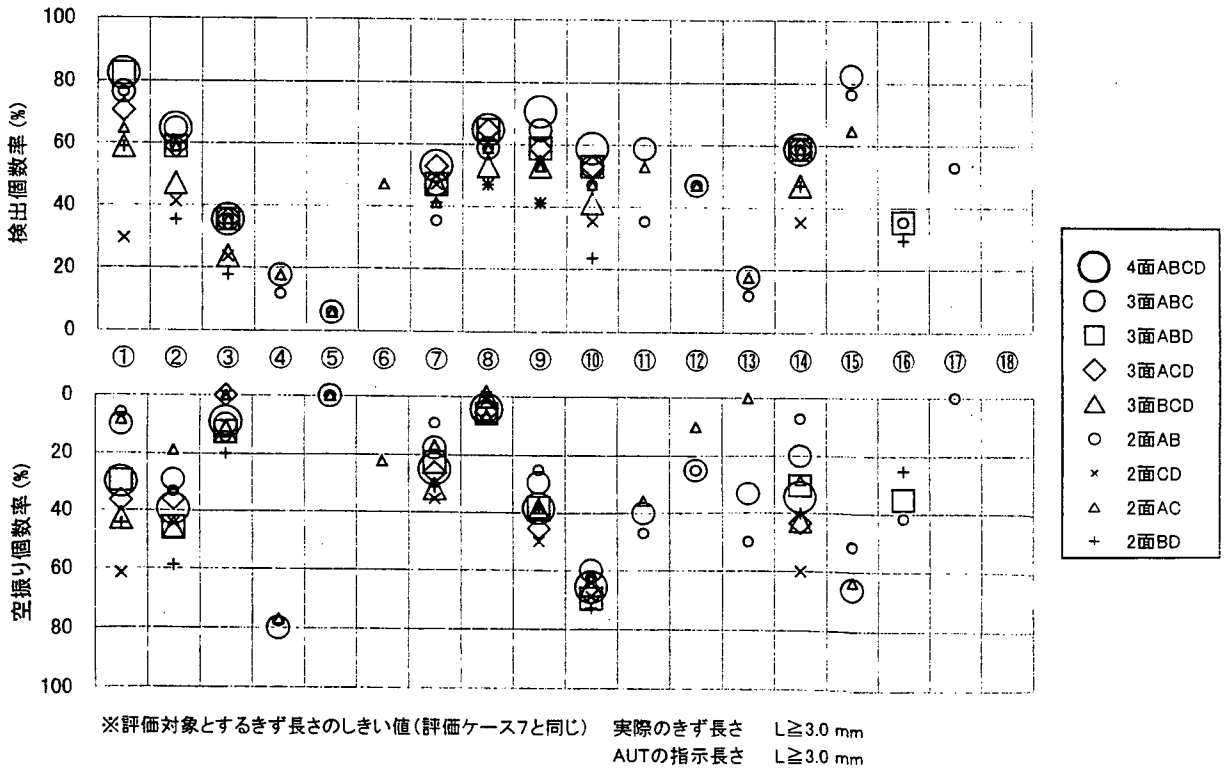 検出個数率(%)
100
80
60
40
20
0
① ② ③ ④ ⑤ ⑥ ⑦ ⑧ ⑨ ⑩ ⑪ ⑫ ⑬ ⑭ ⑮ ⑯ ⑰ ⑱
空振り個数率(%)
0
20
40
60
80
100
4面ABCD
3面ABC
3面ABD
3面ACD
3面BCD
2面AB
2面CD
2面AC
2面BD
※評価対象とするきず長さのしきい値(評価ケース7と同じ) 実際のきず長さ L≧3.0 mm
AUTの指示長さ L≧3.0 mm